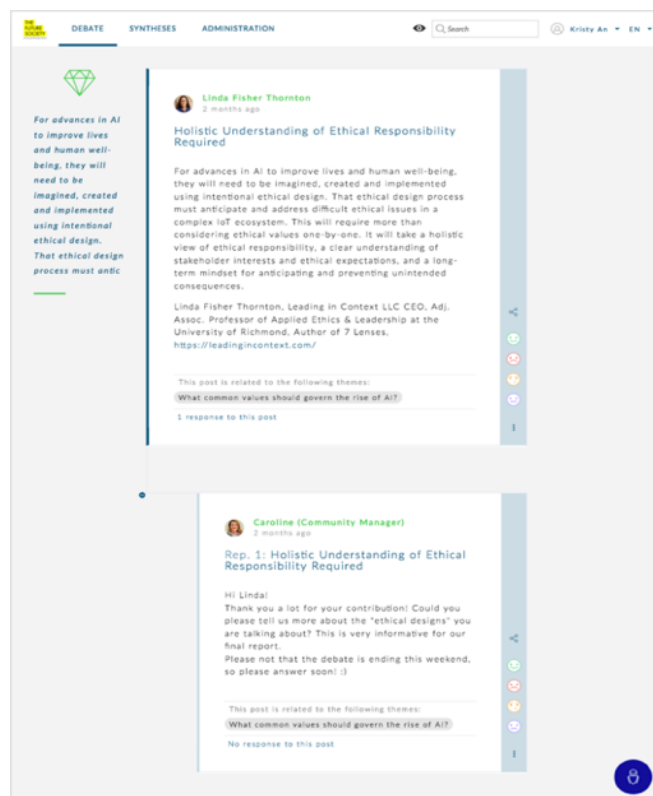 THE
FUTURE
SOCIETY
DEBATE
SYNTHESES
ADMINISTRATION
Search
Kristy An
EN
For advances in AI
to improve lives
and human well-
being, they will
need to be
imagined, created
and implemented
using intentional
ethical design.
That ethical design
process must antic
Linda Fisher Thornton
2 months ago
Holistic Understanding of Ethical Responsibility
Required
For advances in AI to improve lives and human well-being,
they will need to be imagined, created and implemented
using intentional ethical design. That ethical design process
must anticipate and address difficult ethical issues in a
complex IoT ecosystem. This will require more than
considering ethical values one-by-one. It will take a holistic
view of ethical responsibility, a clear understanding of
stakeholder interests and ethical expectations, and a long-
term mindset for anticipating and preventing unintended
consequences.
Linda Fisher Thornton, Leading in Context LLC CEO, Adj.
Assoc. Professor of Applied Ethics & Leadership at the
University of Richmond, Author of 7 Lenses.
https://leadingincontext.com/
This post is related to the following themes:
What common values should govern the rise of AI?
1 response to this post
Caroline (Community Manager)
2 months ago
Rep. 1: Holistic Understanding of Ethical
Responsibility Required
Hi Linda!
Thank you a lot for your contribution! Could you
please tell us more about the "ethical designs" you
are talking about? This is very informative for our
final report.
Please not that the debate is ending this weekend,
so please answer soon! :)
This post is related to the following themes:
What common values should govern the rise of AI?
No response to this post